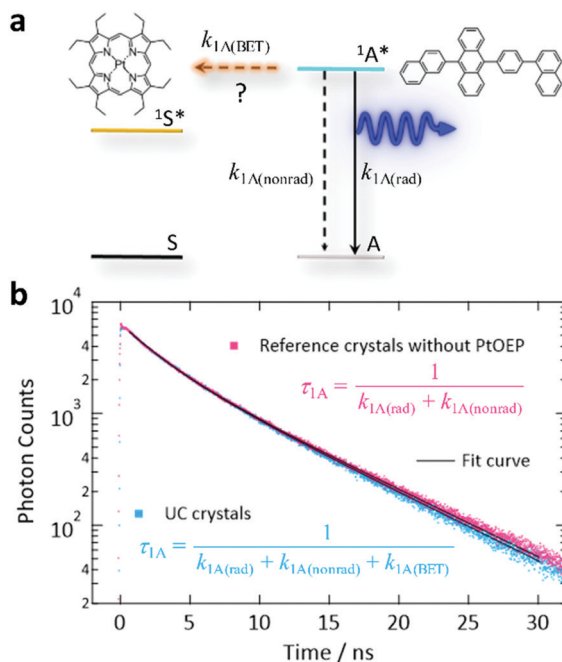 a
k1A(BET)
?
1A*
1S*
N
N Pt N
N
k1A(nonrad)
k1A(rad)
S
A
b
Photon Counts
10^4
4
2
10^3
4
2
10^2
4
2
Reference crystals without PtOEP
τ1A = 1 / (k1A(rad) + k1A(nonrad))
Fit curve
UC crystals
τ1A = 1 / (k1A(rad) + k1A(nonrad) + k1A(BET))
0 5 10 15 20 25 30
Time / ns